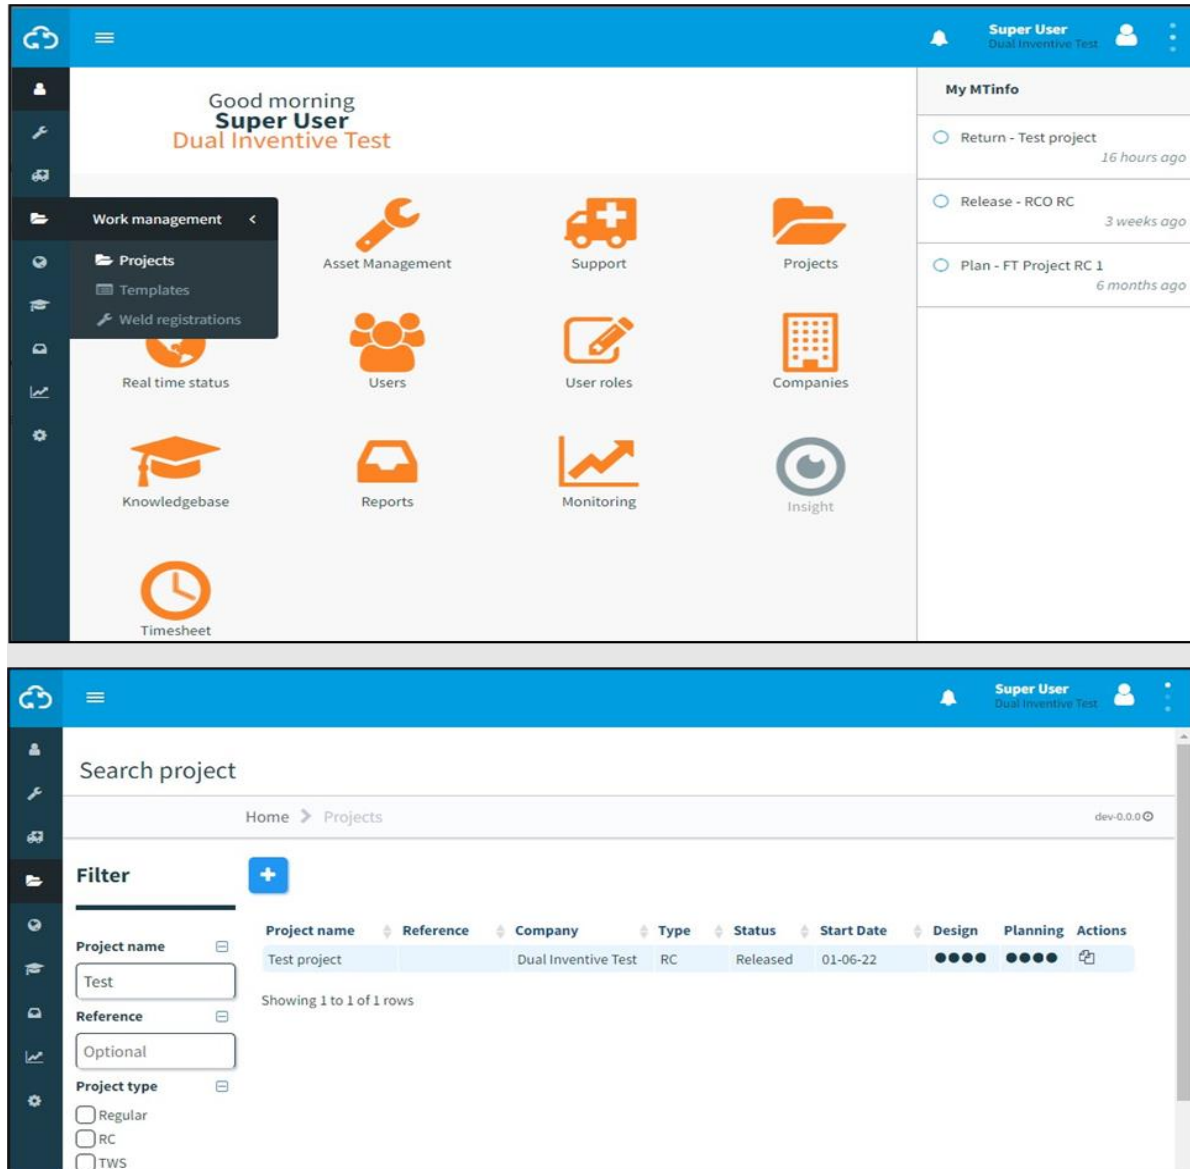 Super User
Dual Inventive Test
Good morning
Super User
Dual Inventive Test
My MTinfo
Return - Test project
16 hours ago
Release - RCO RC
3 weeks ago
Plan - FT Project RC 1
6 months ago
Work management <
Projects
Templates
Weld registrations
Asset Management
Support
Projects
Real time status
Users
User roles
Companies
Knowledgebase
Reports
Monitoring
Insight
Timesheet
Super User
Dual Inventive Test
Search project
Home > Projects
dev-0.0.0
Filter
+
Project name
Test
Reference
Optional
Project type
Regular
RC
TWS
Project name Reference Company Type Status Start Date Design Planning Actions
Test project Dual Inventive Test RC Released 01-06-22
Showing 1 to 1 of 1 rows